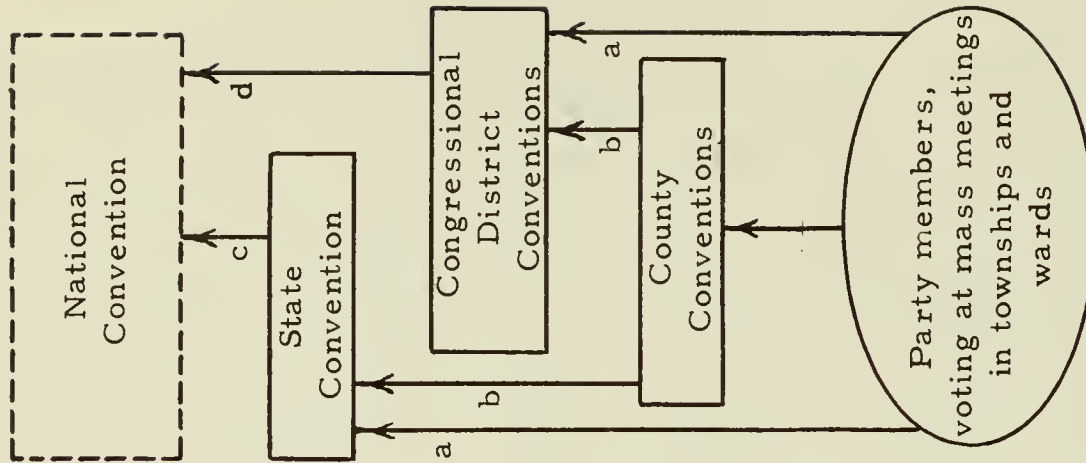 National
Convention
c
d
State
Convention
Congressional
District
Conventions
b
a
b
a
County
Conventions
Party members,
voting at mass meetings
in townships and
wards